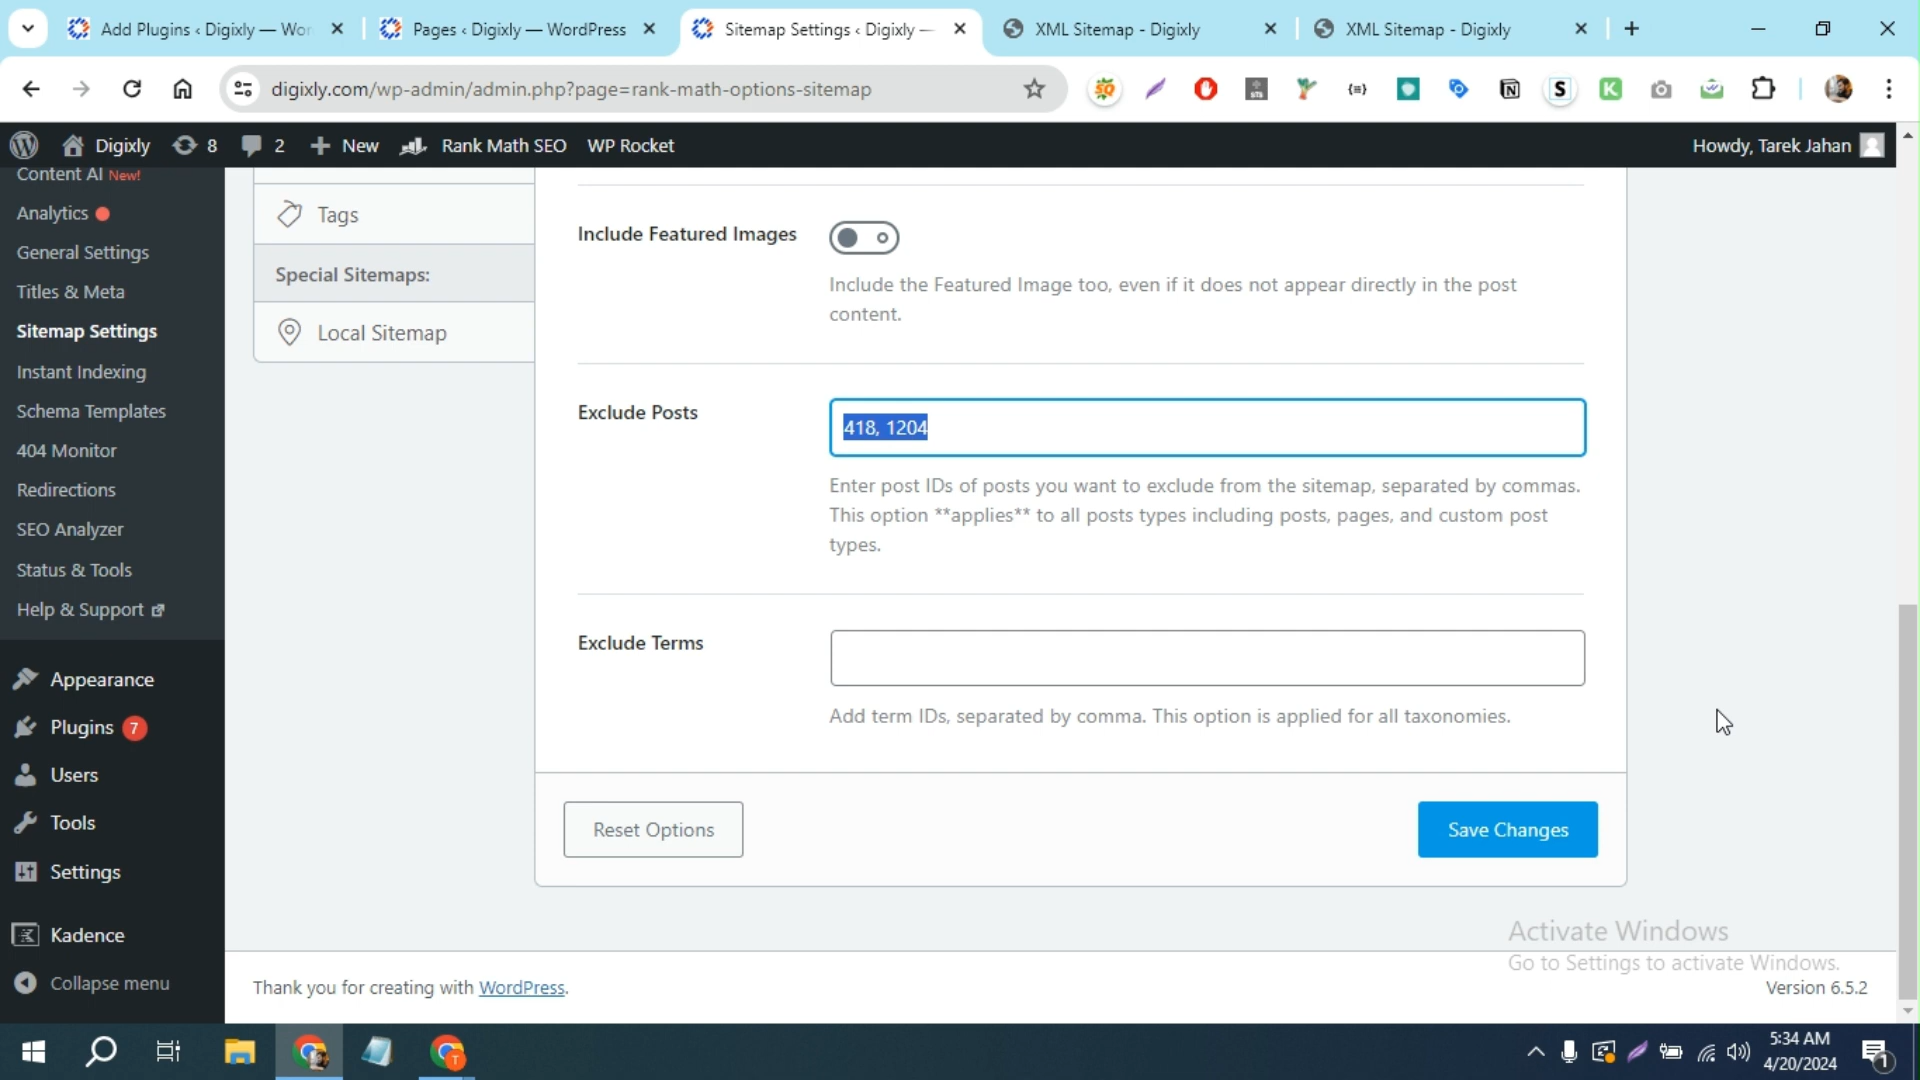 Add Plugins ‹ Digixly — Wor
Pages ‹ Digixly — WordPress
Sitemap Settings ‹ Digixly —
XML Sitemap - Digixly
XML Sitemap - Digixly
digixly.com/wp-admin/admin.php?page=rank-math-options-sitemap
Digixly
8
2
New
Rank Math SEO
WP Rocket
Howdy, Tarek Jahan
Content AI New!
Analytics
General Settings
Titles & Meta
Sitemap Settings
Instant Indexing
Schema Templates
404 Monitor
Redirections
SEO Analyzer
Status & Tools
Help & Support
Appearance
Plugins 7
Users
Tools
Settings
Kadence
Collapse menu
Tags
Special Sitemaps:
Local Sitemap
Include Featured Images
Include the Featured Image too, even if it does not appear directly in the post
content.
Exclude Posts
418, 1204
Enter post IDs of posts you want to exclude from the sitemap, separated by commas.
This option **applies** to all posts types including posts, pages, and custom post
types.
Exclude Terms
Add term IDs, separated by comma. This option is applied for all taxonomies.
Reset Options
Save Changes
Activate Windows
Go to Settings to activate Windows.
Thank you for creating with WordPress.
Version 6.5.2
5:34 AM
4/20/2024
1